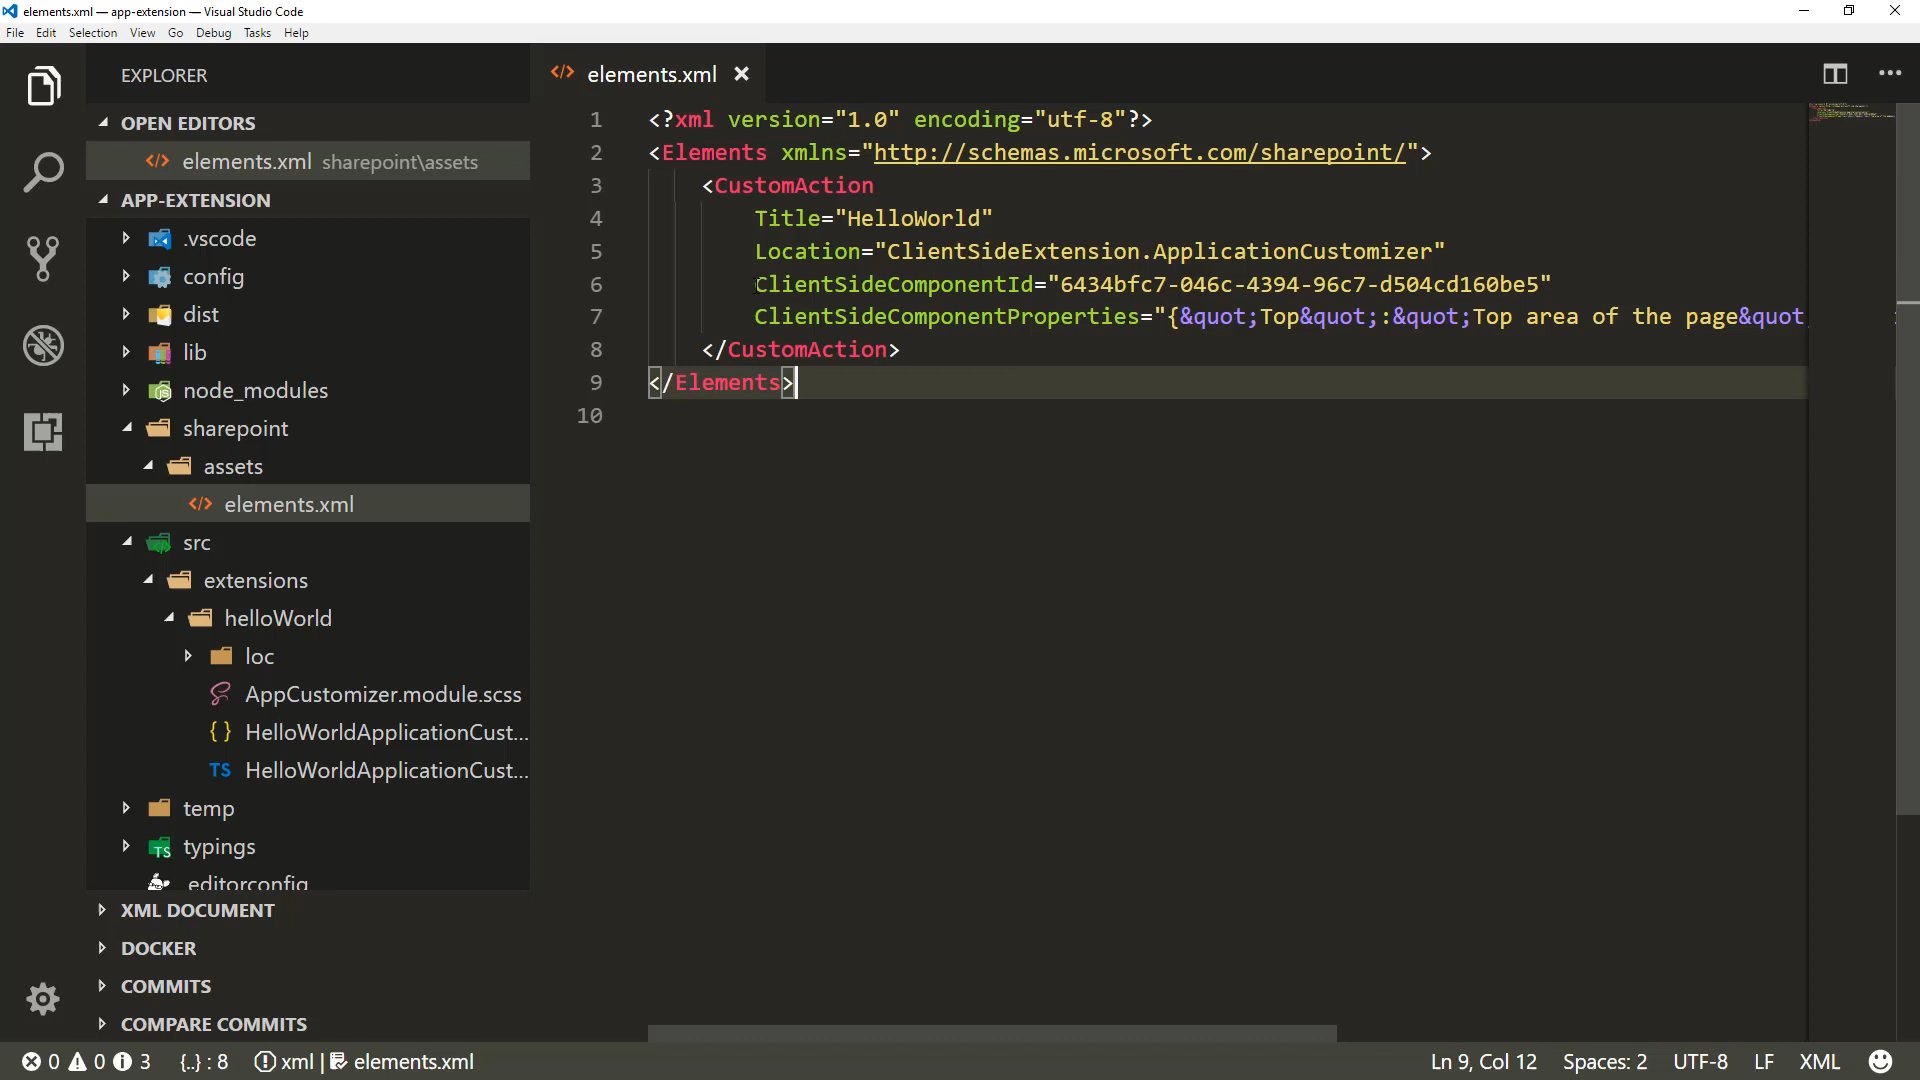 elements.xml — app-extension — Visual Studio Code
File Edit Selection View Go Debug Tasks Help
EXPLORER
OPEN EDITORS
elements.xml sharepoint\assets
APP-EXTENSION
.vscode
config
dist
lib
node_modules
sharepoint
assets
elements.xml
src
extensions
helloWorld
loc
AppCustomizer.module.scss
HelloWorldApplicationCust...
HelloWorldApplicationCust...
temp
typings
.editorconfig
XML DOCUMENT
DOCKER
COMMITS
COMPARE COMMITS
elements.xml
1 <?xml version="1.0" encoding="utf-8"?>
2 <Elements xmlns="http://schemas.microsoft.com/sharepoint/">
3 <CustomAction
4 Title="HelloWorld"
5 Location="ClientSideExtension.ApplicationCustomizer"
6 ClientSideComponentId="6434bfc7-046c-4394-96c7-d504cd160be5"
7 ClientSideComponentProperties="{&quot;Top&quot;:&quot;Top area of the page&quot;
8 </CustomAction>
9 </Elements>
10
0 0 3 {..} : 8 xml | elements.xml
Ln 9, Col 12 Spaces: 2 UTF-8 LF XML